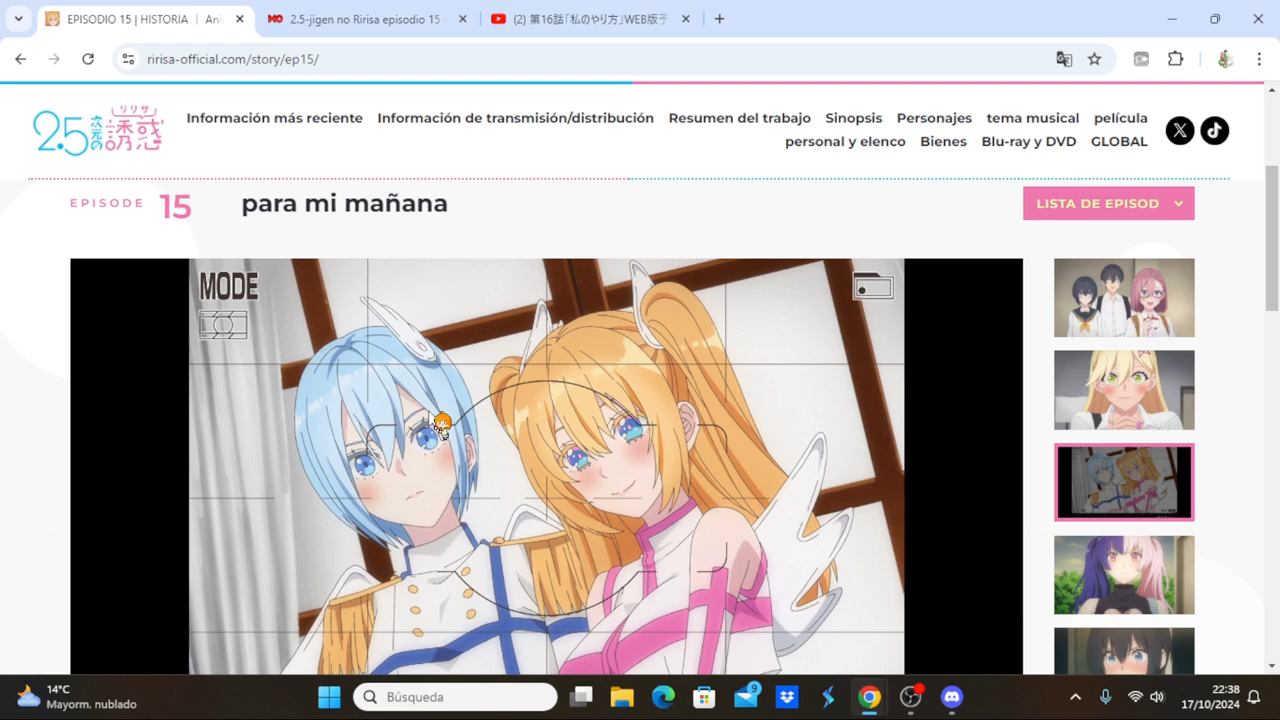 EPISODIO 15 | HISTORIA | Ani
2.5-jigen no Ririsa episodio 15
(2) 第16話「私のやり方」WEB版予
ririsa-official.com/story/ep15/
2.5次元の誘惑
リリサ
Información más reciente
Información de transmisión/distribución
Resumen del trabajo
Sinopsis
Personajes
tema musical
película
personal y elenco
Bienes
Blu-ray y DVD
GLOBAL
EPISODE 15
para mi mañana
LISTA DE EPISOD
MODE
14°C
Mayorm. nublado
Búsqueda
9
22:38
17/10/2024